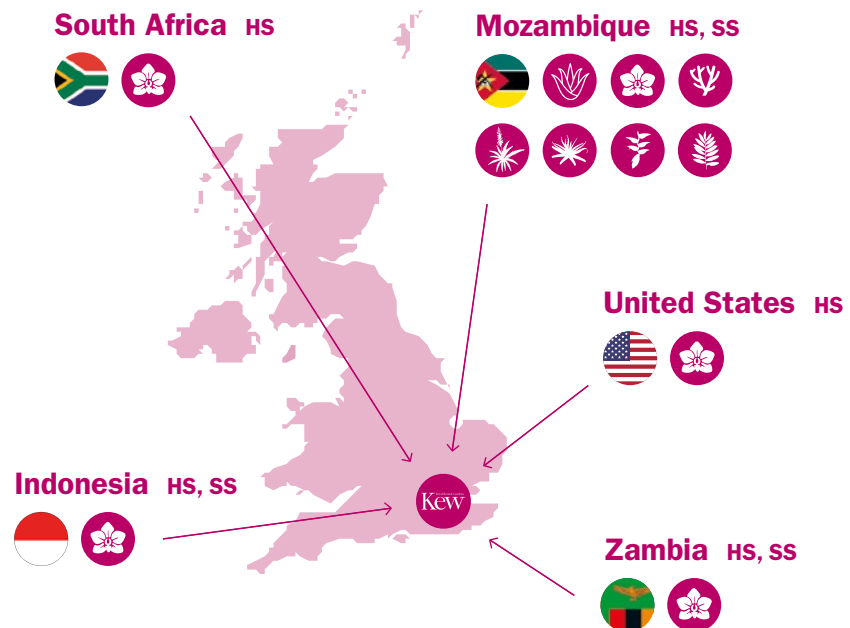 South Africa HS
Mozambique HS, SS
United States HS
Indonesia HS, SS
Kew
Zambia HS, SS